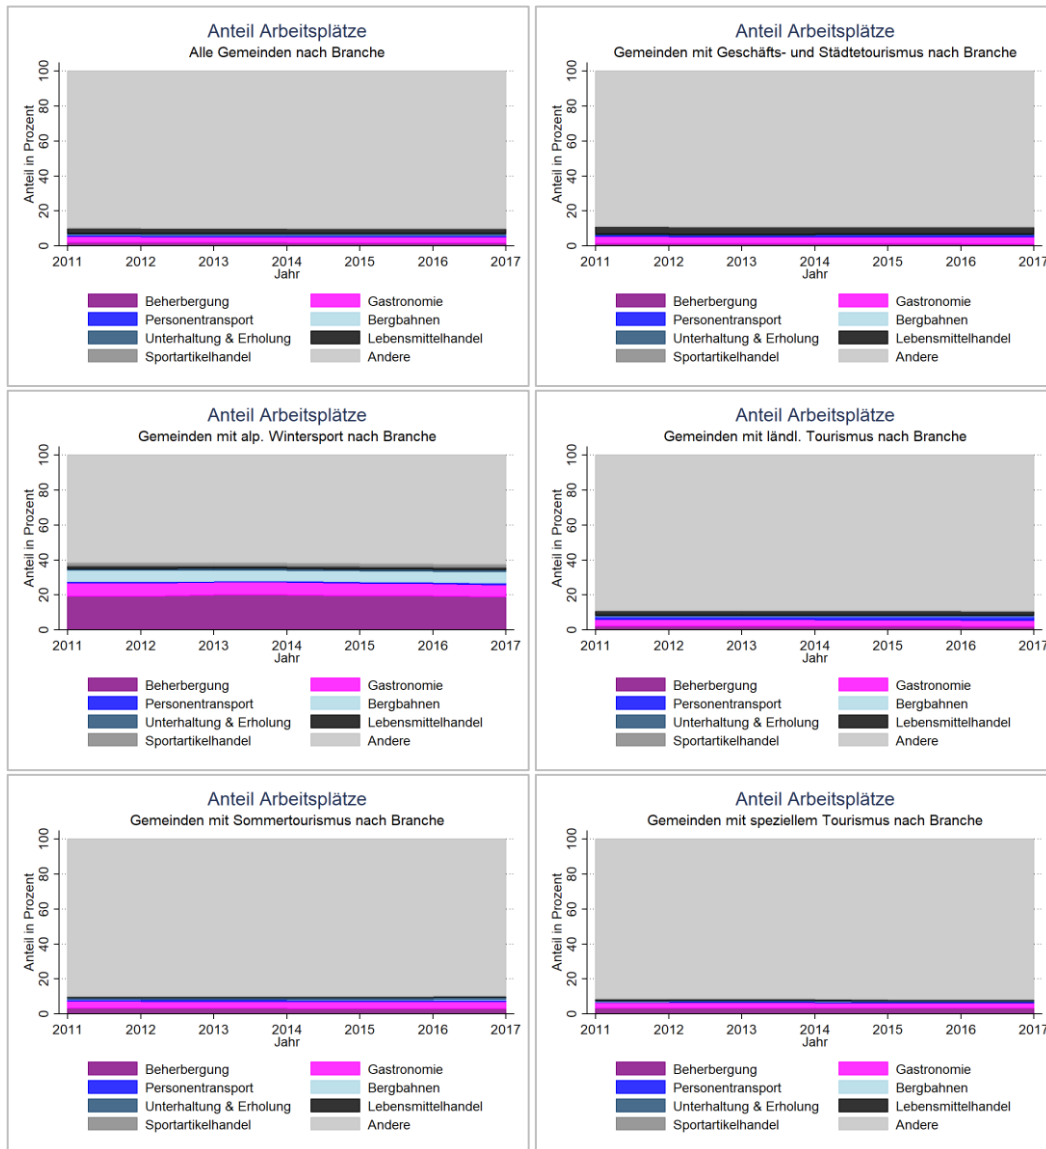 Anteil Arbeitsplätze
Alle Gemeinden nach Branche
Anteil in Prozent
100
80
60
40
20
0
2011 2012 2013 2014 2015 2016 2017
Jahr
Beherbergung Gastronomie
Personentransport Bergbahnen
Unterhaltung & Erholung Lebensmittelhandel
Sportartikelhandel Andere
Anteil Arbeitsplätze
Gemeinden mit Geschäfts- und Städtetourismus nach Branche
Anteil in Prozent
100
80
60
40
20
0
2011 2012 2013 2014 2015 2016 2017
Jahr
Beherbergung Gastronomie
Personentransport Bergbahnen
Unterhaltung & Erholung Lebensmittelhandel
Sportartikelhandel Andere
Anteil Arbeitsplätze
Gemeinden mit alp. Wintersport nach Branche
Anteil in Prozent
100
80
60
40
20
0
2011 2012 2013 2014 2015 2016 2017
Jahr
Beherbergung Gastronomie
Personentransport Bergbahnen
Unterhaltung & Erholung Lebensmittelhandel
Sportartikelhandel Andere
Anteil Arbeitsplätze
Gemeinden mit ländl. Tourismus nach Branche
Anteil in Prozent
100
80
60
40
20
0
2011 2012 2013 2014 2015 2016 2017
Jahr
Beherbergung Gastronomie
Personentransport Bergbahnen
Unterhaltung & Erholung Lebensmittelhandel
Sportartikelhandel Andere
Anteil Arbeitsplätze
Gemeinden mit Sommertourismus nach Branche
Anteil in Prozent
100
80
60
40
20
0
2011 2012 2013 2014 2015 2016 2017
Jahr
Beherbergung Gastronomie
Personentransport Bergbahnen
Unterhaltung & Erholung Lebensmittelhandel
Sportartikelhandel Andere
Anteil Arbeitsplätze
Gemeinden mit speziellem Tourismus nach Branche
Anteil in Prozent
100
80
60
40
20
0
2011 2012 2013 2014 2015 2016 2017
Jahr
Beherbergung Gastronomie
Personentransport Bergbahnen
Unterhaltung & Erholung Lebensmittelhandel
Sportartikelhandel Andere